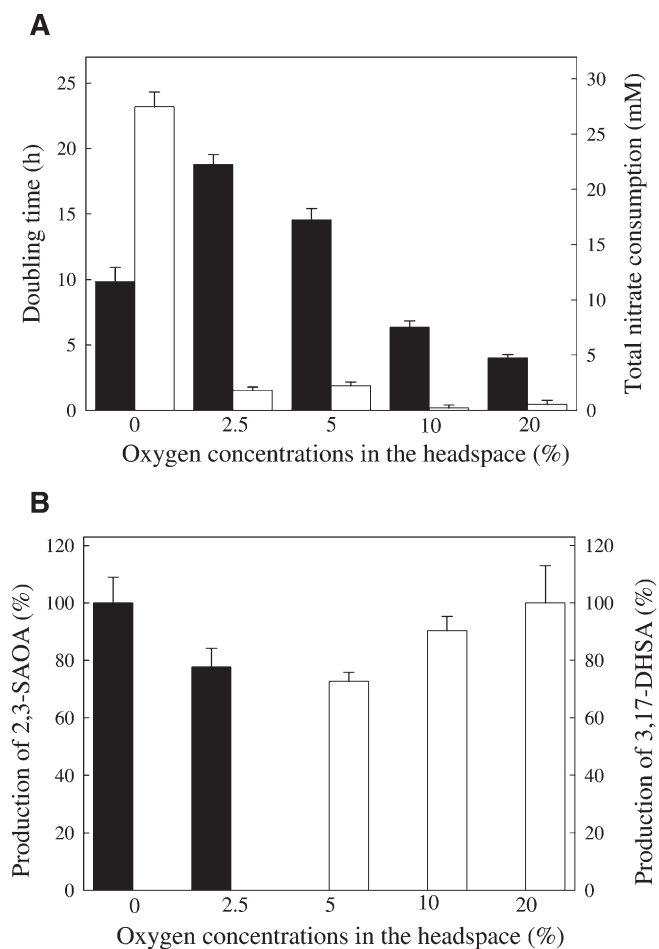 A
Doubling time (h)
25
20
15
10
5
0
Total nitrate consumption (mM)
30
25
20
15
10
5
0
0 2.5 5 10 20
Oxygen concentrations in the headspace (%)
B
Production of 2,3-SAOA (%)
120
100
80
60
40
20
0
Production of 3,17-DHSA (%)
120
100
80
60
40
20
0
0 2.5 5 10 20
Oxygen concentrations in the headspace (%)